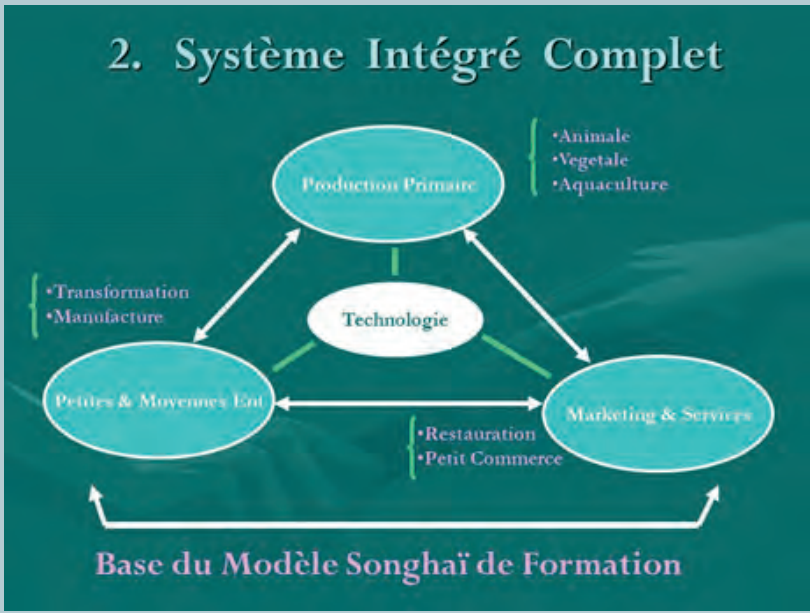 2. Système Intégré Complet
Production Primaire
•Animale
•Vegetale
•Aquaculture
•Transformation
•Manufacture
Technologie
Petites & Moyennes Ent
Marketing & Services
•Restauration
•Petit Commerce
Base du Modèle Songhaï de Formation